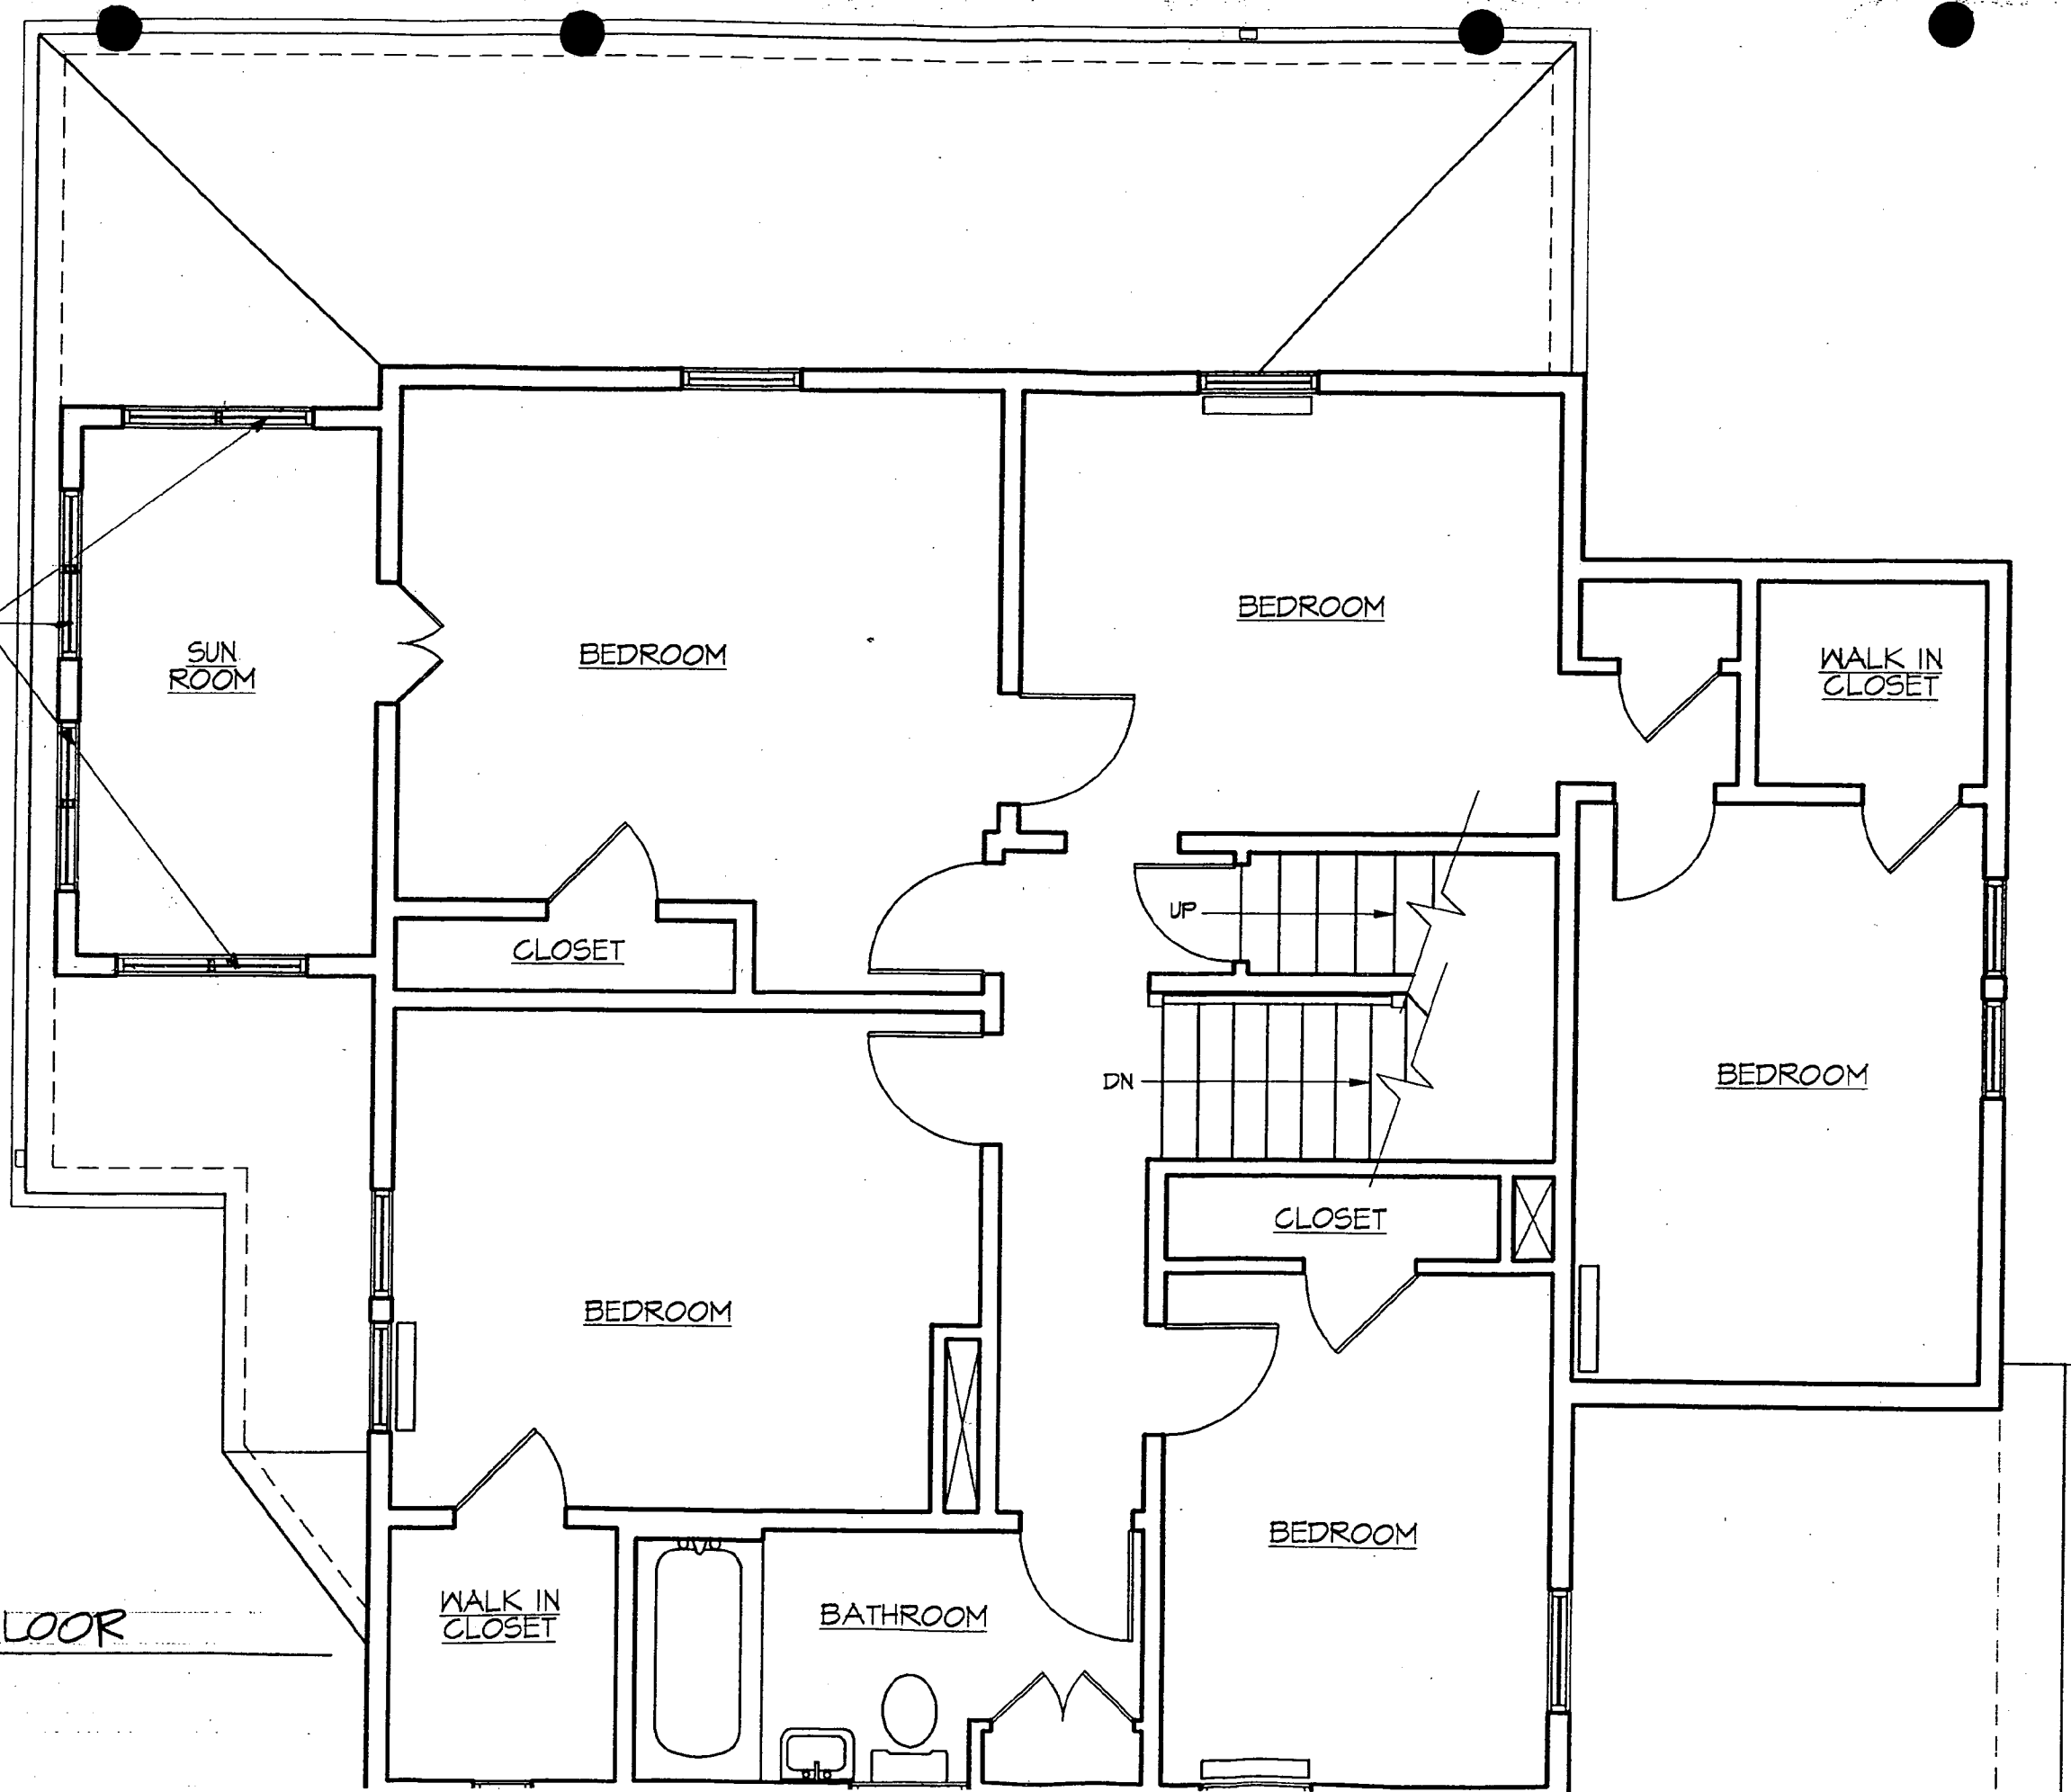 BEDROOM
BEDROOM
SUN
ROOM
WALK IN
CLOSET
UP
CLOSET
DN
BEDROOM
CLOSET
BEDROOM
BEDROOM
WALK IN
CLOSET
BATHROOM
LOOR